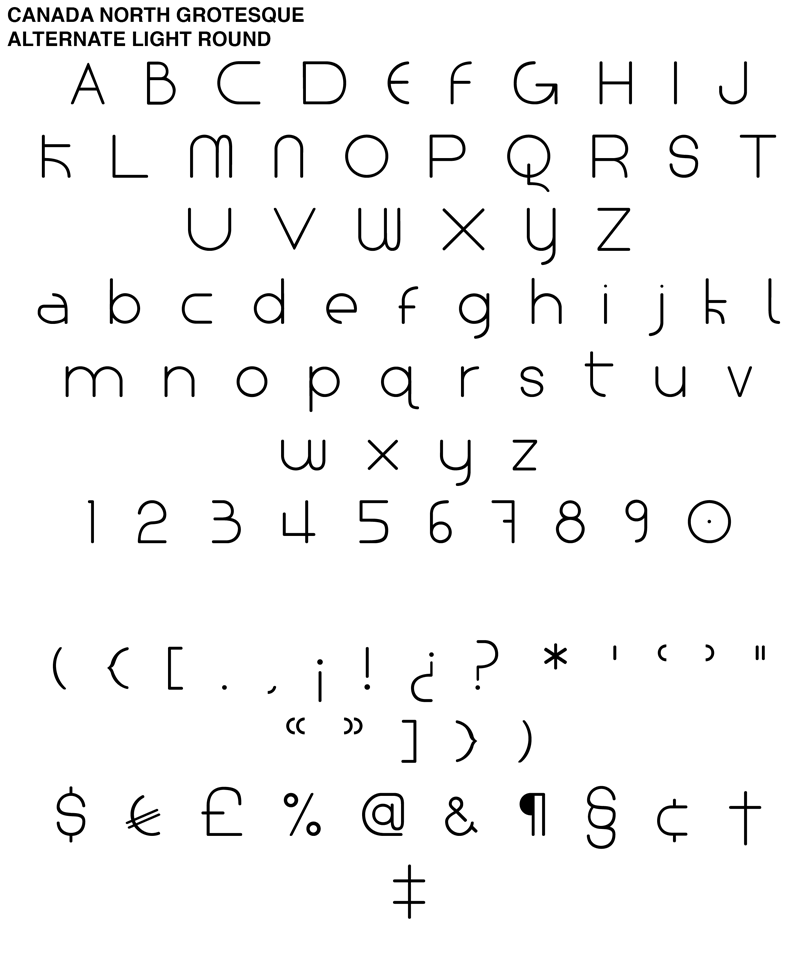 CANADA NORTH GROTESQUE
ALTERNATE LIGHT ROUND
A B C D E F G H I J
K L M N O P Q R S T
U V W X Y Z
a b c d e f g h i j k l
m n o p q r s t u v
w x y z
1 2 3 4 5 6 7 8 9 0
( { [ . , ¡ ! ¿ ? * ' ‘ ’ "
“ ” ] } )
$ € £ % @ & ¶ § ¢ †
‡